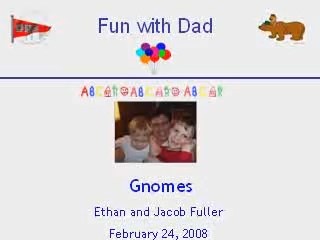 Fun with Dad
Gnomes
Ethan and Jacob Fuller
February 24, 2008